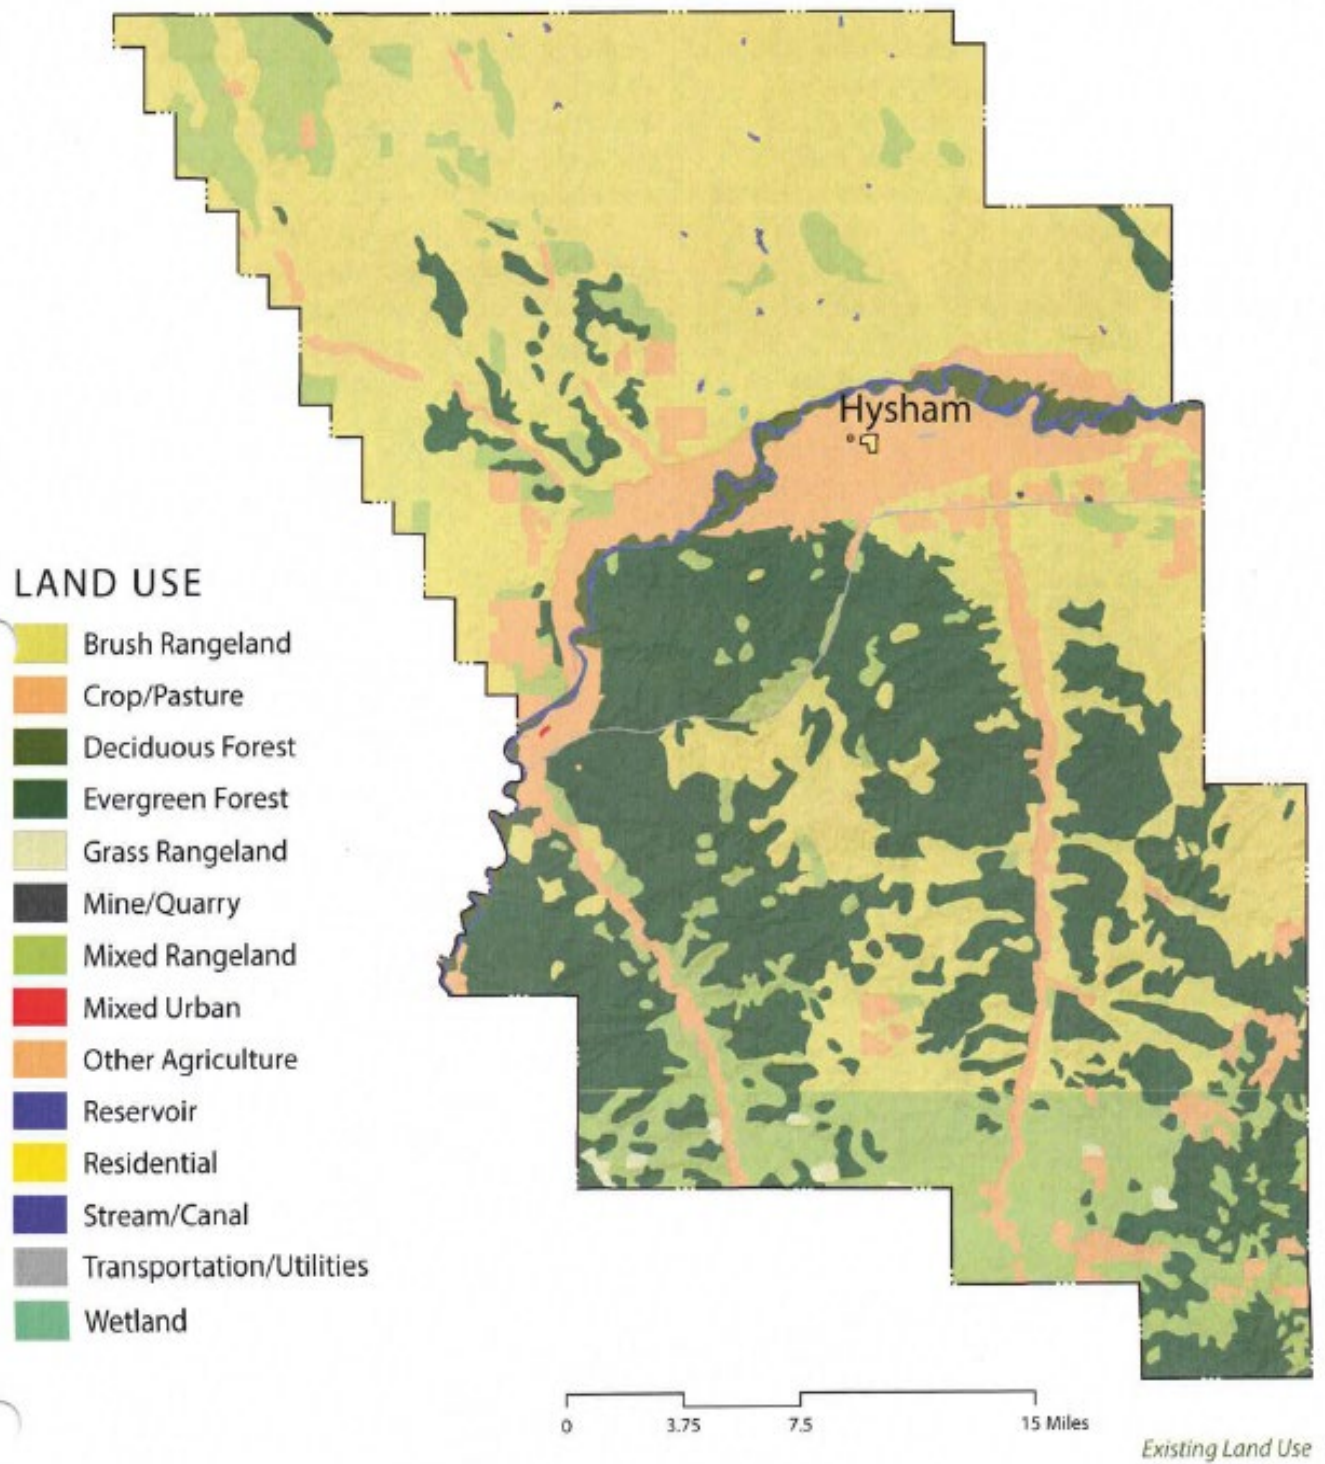 Hysham
LAND USE
Brush Rangeland
Crop/Pasture
Deciduous Forest
Evergreen Forest
Grass Rangeland
Mine/Quarry
Mixed Rangeland
Mixed Urban
Other Agriculture
Reservoir
Residential
Stream/Canal
Transportation/Utilities
Wetland
0 3.75 7.5 15 Miles
Existing Land Use